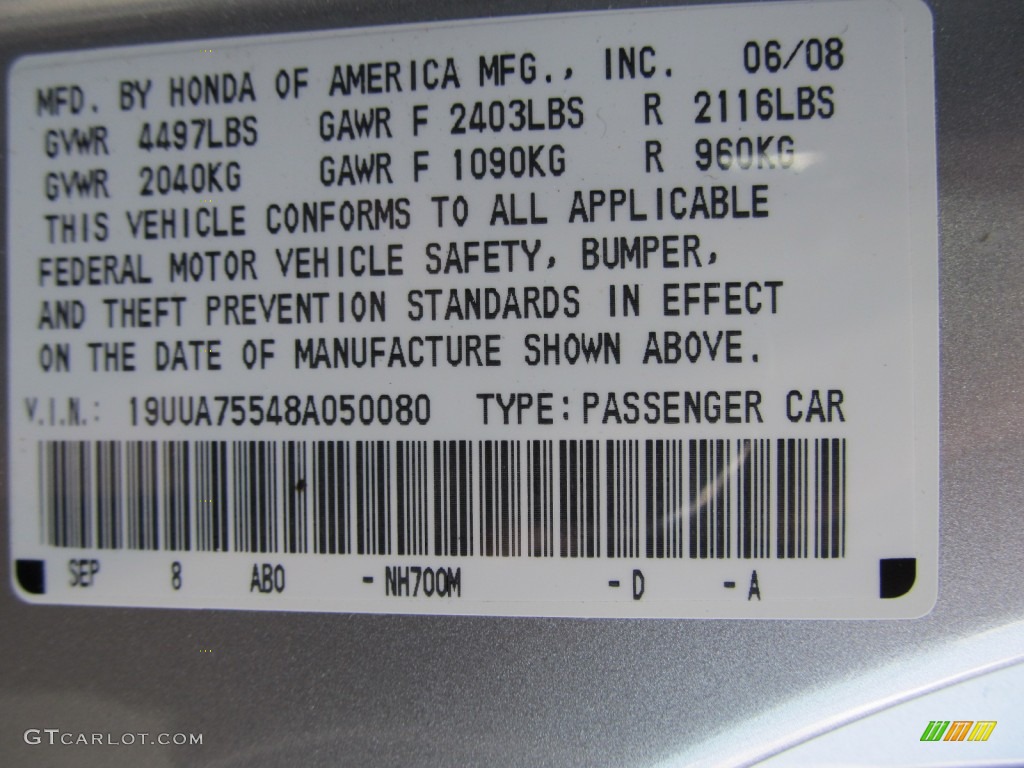 MFD. BY HONDA OF AMERICA MFG., INC. 06/08
GVWR 4497LBS GAWR F 2403LBS R 2116LBS
GVWR 2040KG GAWR F 1090KG R 960KG
THIS VEHICLE CONFORMS TO ALL APPLICABLE
FEDERAL MOTOR VEHICLE SAFETY, BUMPER,
AND THEFT PREVENTION STANDARDS IN EFFECT
ON THE DATE OF MANUFACTURE SHOWN ABOVE.
V.I.N.: 19UUA75548A050080 TYPE: PASSENGER CAR
SEP 8 AB0 - NH700M - D - A
GTCARLOT.COM